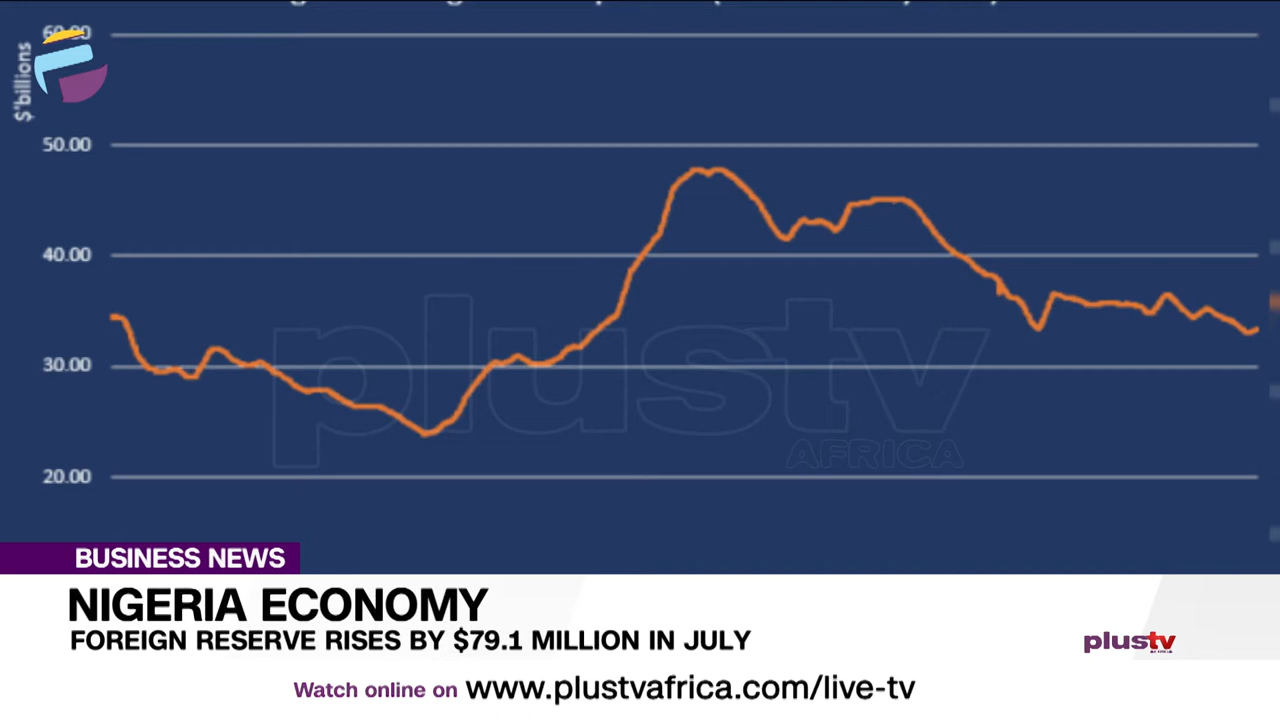 $'billions
60.00
50.00
40.00
30.00
20.00
plustv
AFRICA
BUSINESS NEWS
NIGERIA ECONOMY
FOREIGN RESERVE RISES BY $79.1 MILLION IN JULY
plustv
Watch online on www.plustvafrica.com/live-tv